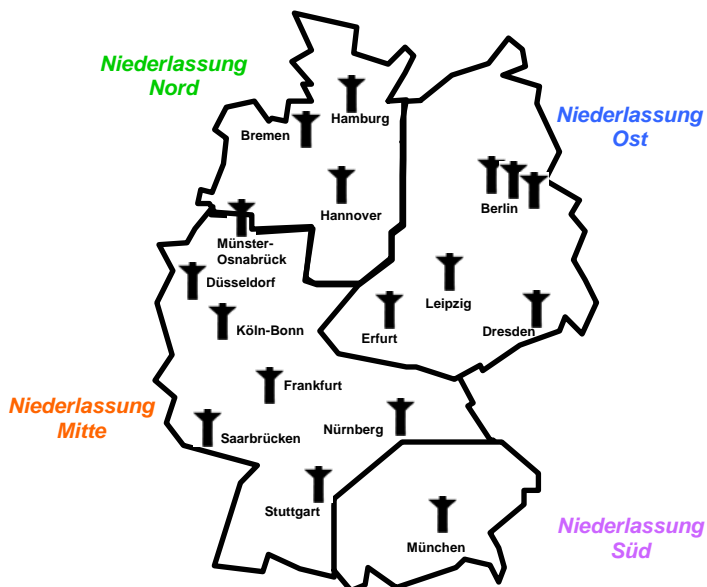 Niederlassung
Nord
Hamburg
Bremen
Niederlassung
Ost
Hannover
Berlin
Münster-
Osnabrück
Düsseldorf
Leipzig
Köln-Bonn
Erfurt
Dresden
Frankfurt
Niederlassung
Mitte
Nürnberg
Saarbrücken
Stuttgart
München
Niederlassung
Süd